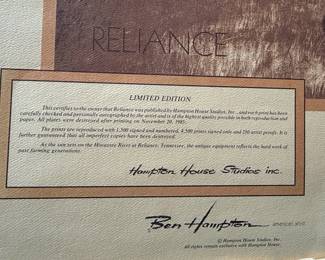 RELIANCE
LIMITED EDITION
This certifies to the owner that Reliance was published by Hampton House Studios, Inc., and each print has been
carefully checked and personally autographed by the artist and is of the highest quality possible in both reproduction and
paper. All plates were destroyed after printing on November 20, 1985.
The prints are reproduced with 1,500 signed and numbered, 4,500 prints signed only and 250 artist proofs. It is
further guaranteed that all imperfect copies have been destroyed.
As the sun sets on the Hiwassee River at Reliance, Tennessee, the antique equipment reflects the hard work of
past farming generations.
Hampton House Studios inc.
Ben Hampton american artist
© Hampton House Studios, Inc.
all rights remain exclusive with Hampton House.